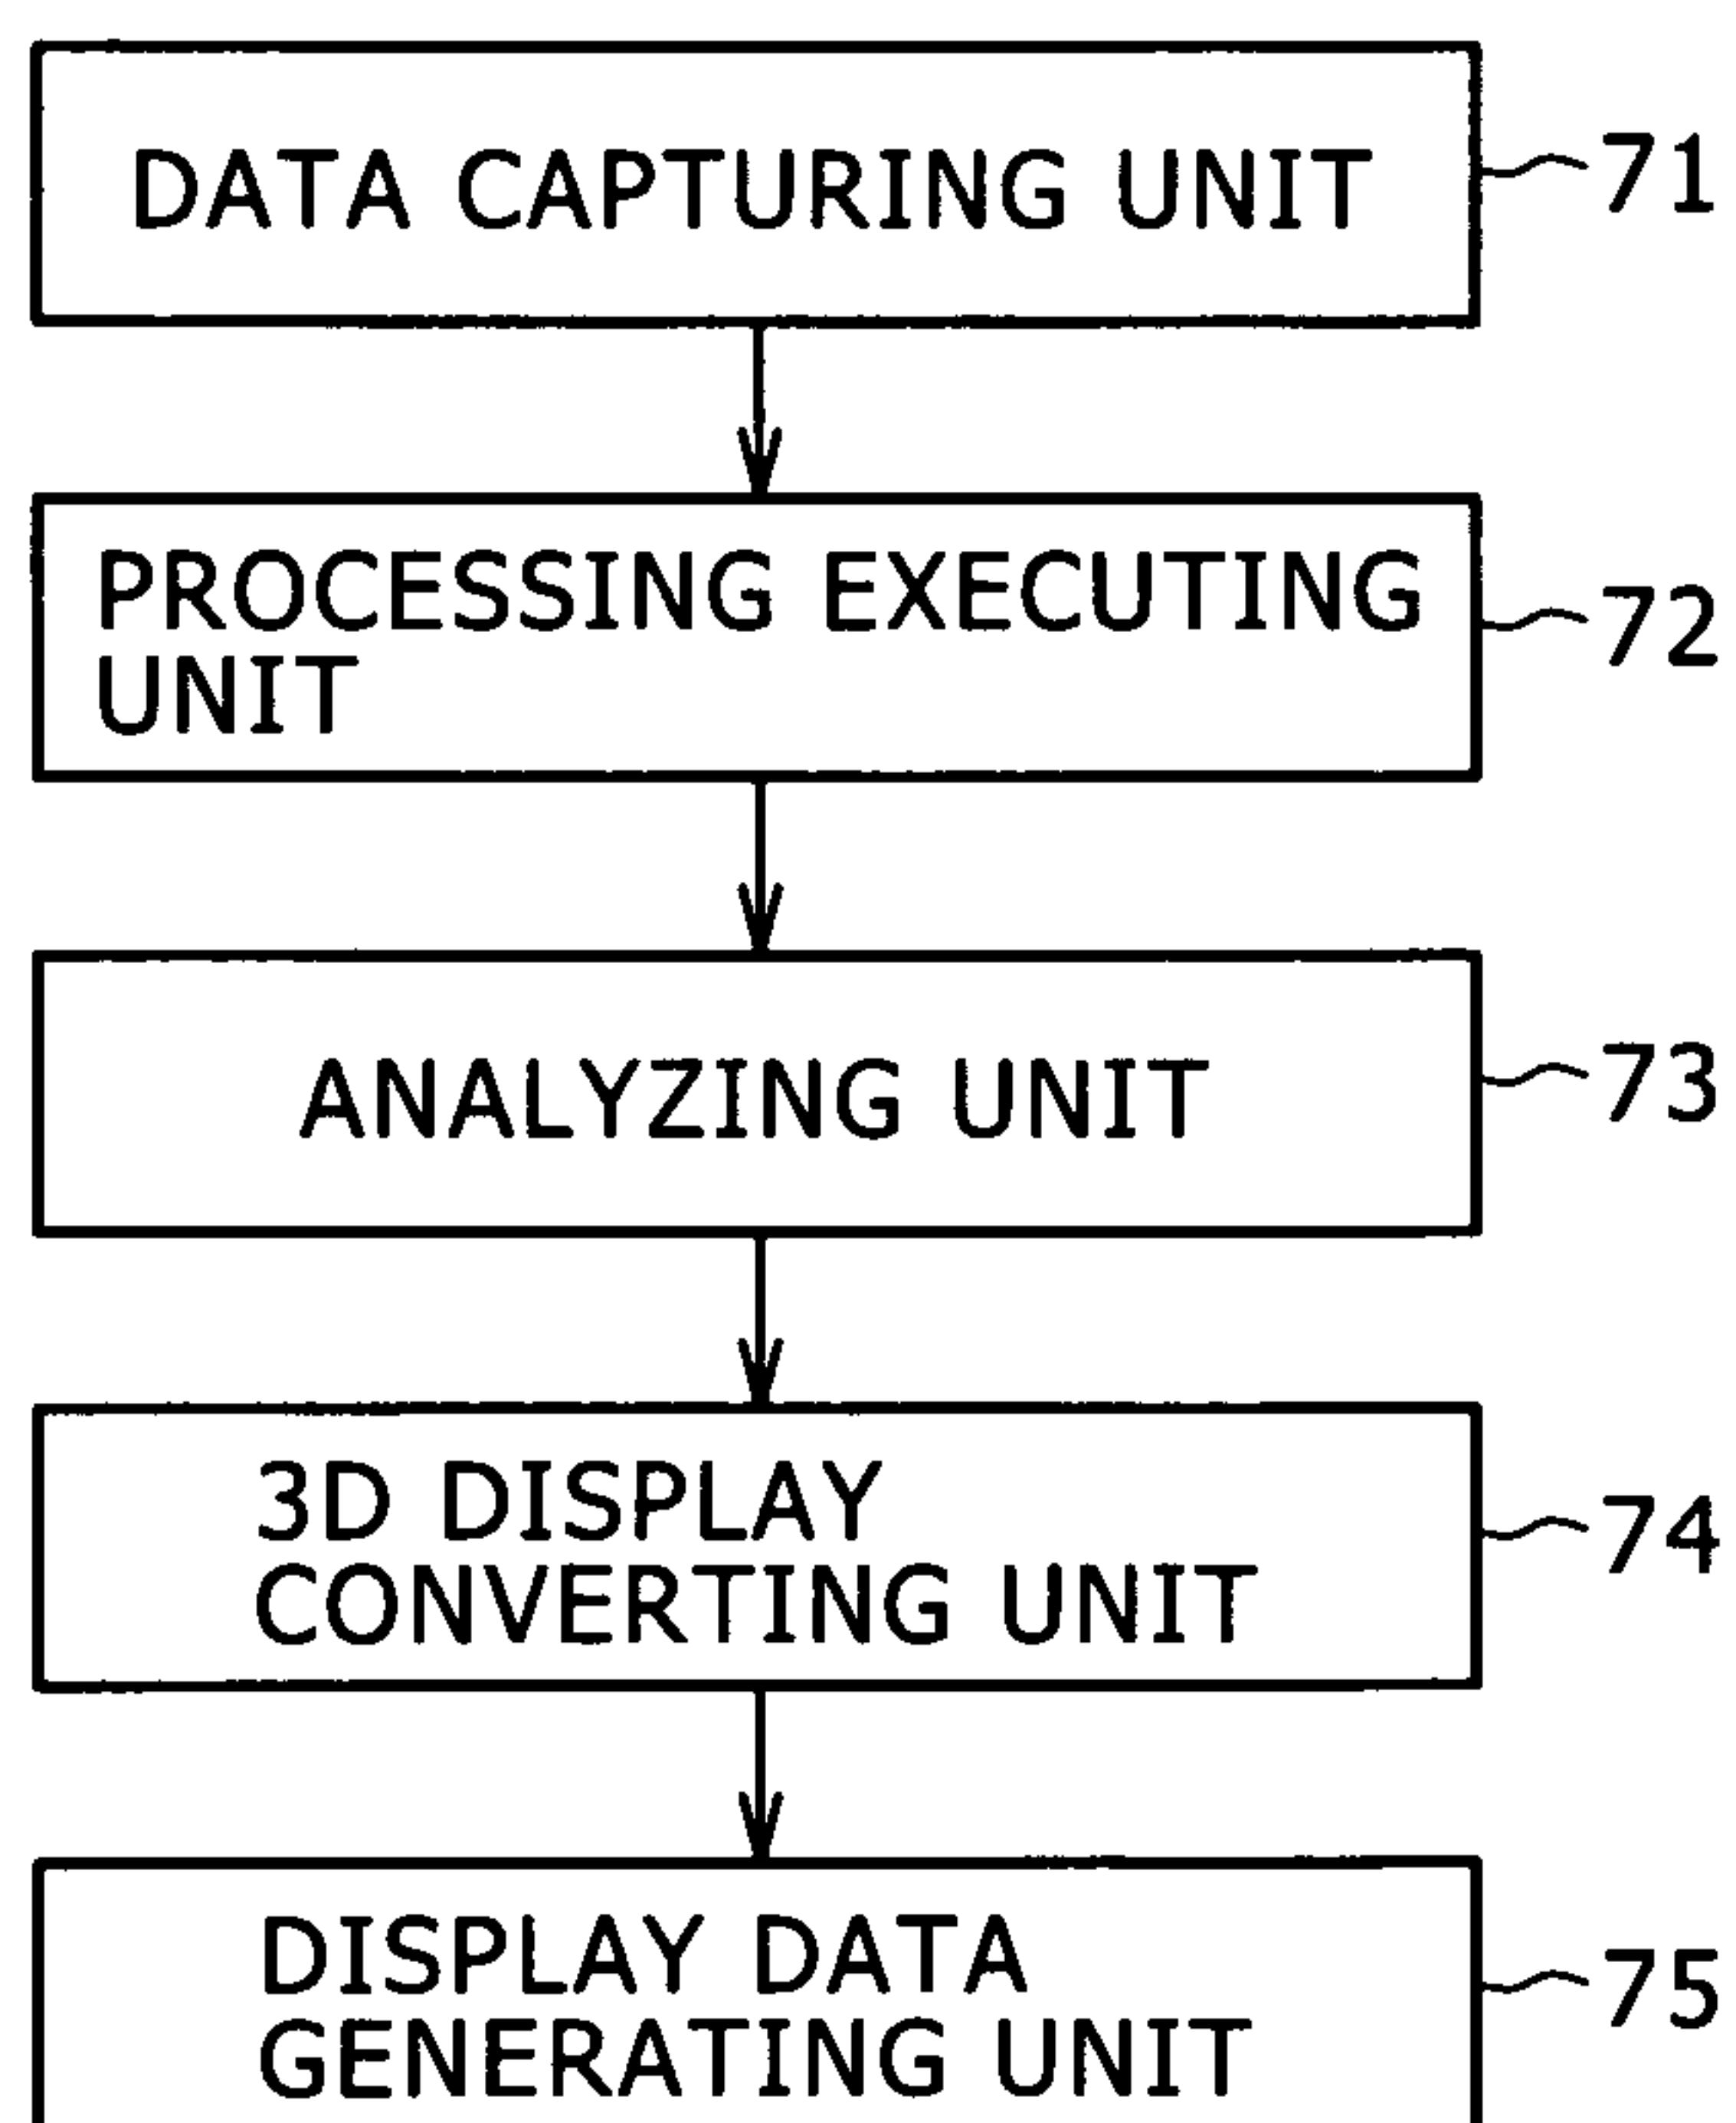 DATA CAPTURING UNIT
71
PROCESSING EXECUTING
UNIT
72
ANALYZING UNIT
73
3D DISPLAY
CONVERTING UNIT
74
DISPLAY DATA
GENERATING UNIT
75